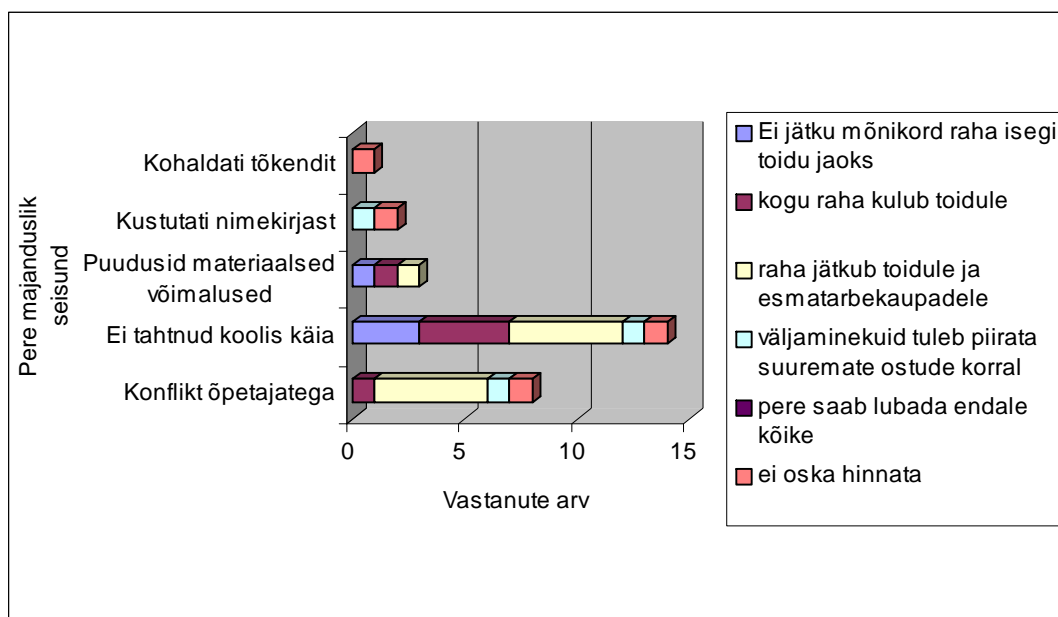 Pere majanduslik
seisund
Kohaldati tõkendit
Kustutati nimekirjast
Puudusid materiaalsed
võimalused
Ei tahtnud koolis käia
Konflikt õpetajatega
0 5 10 15
Vastanute arv
Ei jätku mõnikord raha isegi
toidu jaoks
kogu raha kulub toidule
raha jätkub toidule ja
esmatarbekaupadele
väljaminekuid tuleb piirata
suuremate ostude korral
pere saab lubada endale
kõike
ei oska hinnata